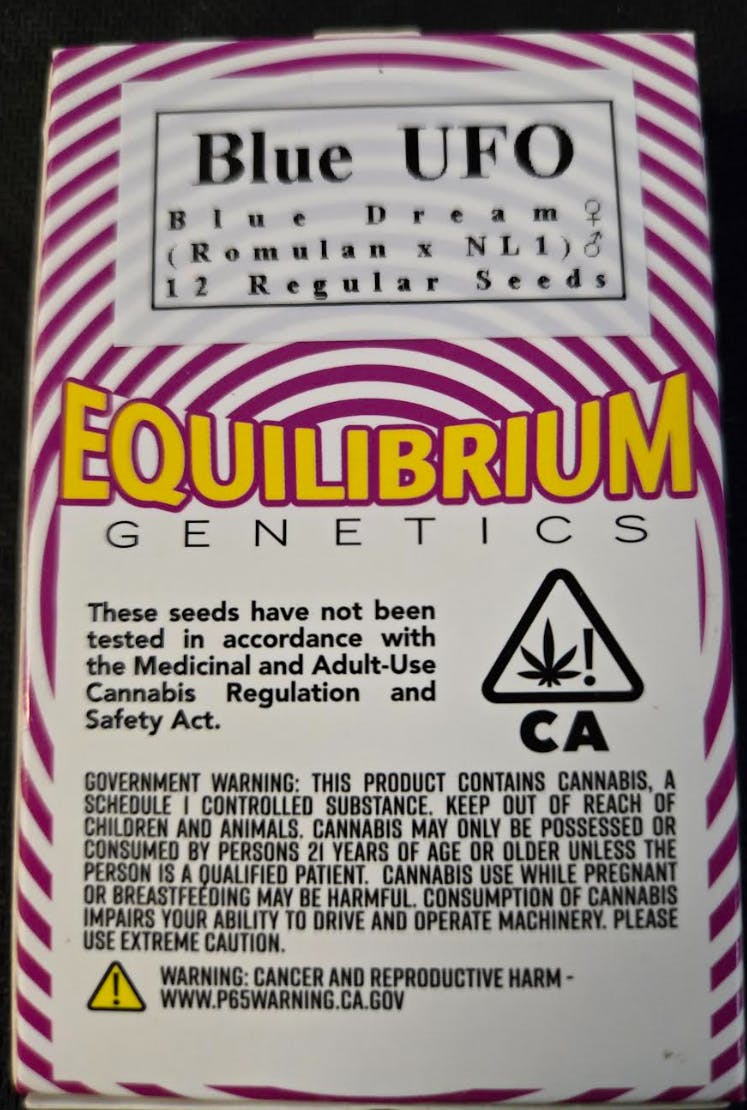 Blue UFO
Blue Dream ♀
(Romulan x NL1)♂
12 Regular Seeds
EQUILIBRIUM
GENETICS
These seeds have not been
tested in accordance with
the Medicinal and Adult-Use
Cannabis Regulation and
Safety Act.
!
CA
GOVERNMENT WARNING: THIS PRODUCT CONTAINS CANNABIS, A
SCHEDULE I CONTROLLED SUBSTANCE. KEEP OUT OF REACH OF
CHILDREN AND ANIMALS. CANNABIS MAY ONLY BE POSSESSED OR
CONSUMED BY PERSONS 21 YEARS OF AGE OR OLDER UNLESS THE
PERSON IS A QUALIFIED PATIENT. CANNABIS USE WHILE PREGNANT
OR BREASTFEEDING MAY BE HARMFUL. CONSUMPTION OF CANNABIS
IMPAIRS YOUR ABILITY TO DRIVE AND OPERATE MACHINERY. PLEASE
USE EXTREME CAUTION.
! WARNING: CANCER AND REPRODUCTIVE HARM -
WWW.P65WARNING.CA.GOV